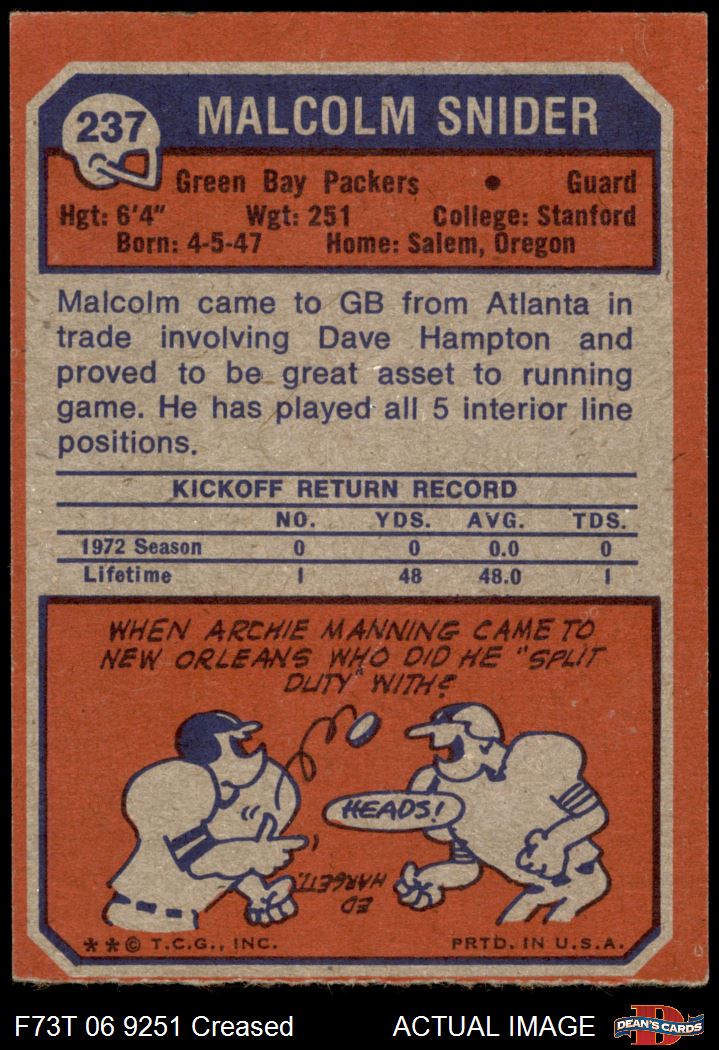 237
MALCOLM SNIDER
Green Bay Packers • Guard
Hgt: 6'4" Wgt: 251 College: Stanford
Born: 4-5-47 Home: Salem, Oregon
Malcolm came to GB from Atlanta in
trade involving Dave Hampton and
proved to be great asset to running
game. He has played all 5 interior line
positions.
KICKOFF RETURN RECORD
NO. YDS. AVG. TDS.
1972 Season 0 0 0.0 0
Lifetime 1 48 48.0 1
WHEN ARCHIE MANNING CAME TO
NEW ORLEANS WHO DID HE "SPLIT
DUTY" WITH?
HEADS!
ED
HARGETT.
**© T.C.G., INC. PRTD. IN U.S.A.
F73T 06 9251 Creased ACTUAL IMAGE
D
DEAN'S CARDS